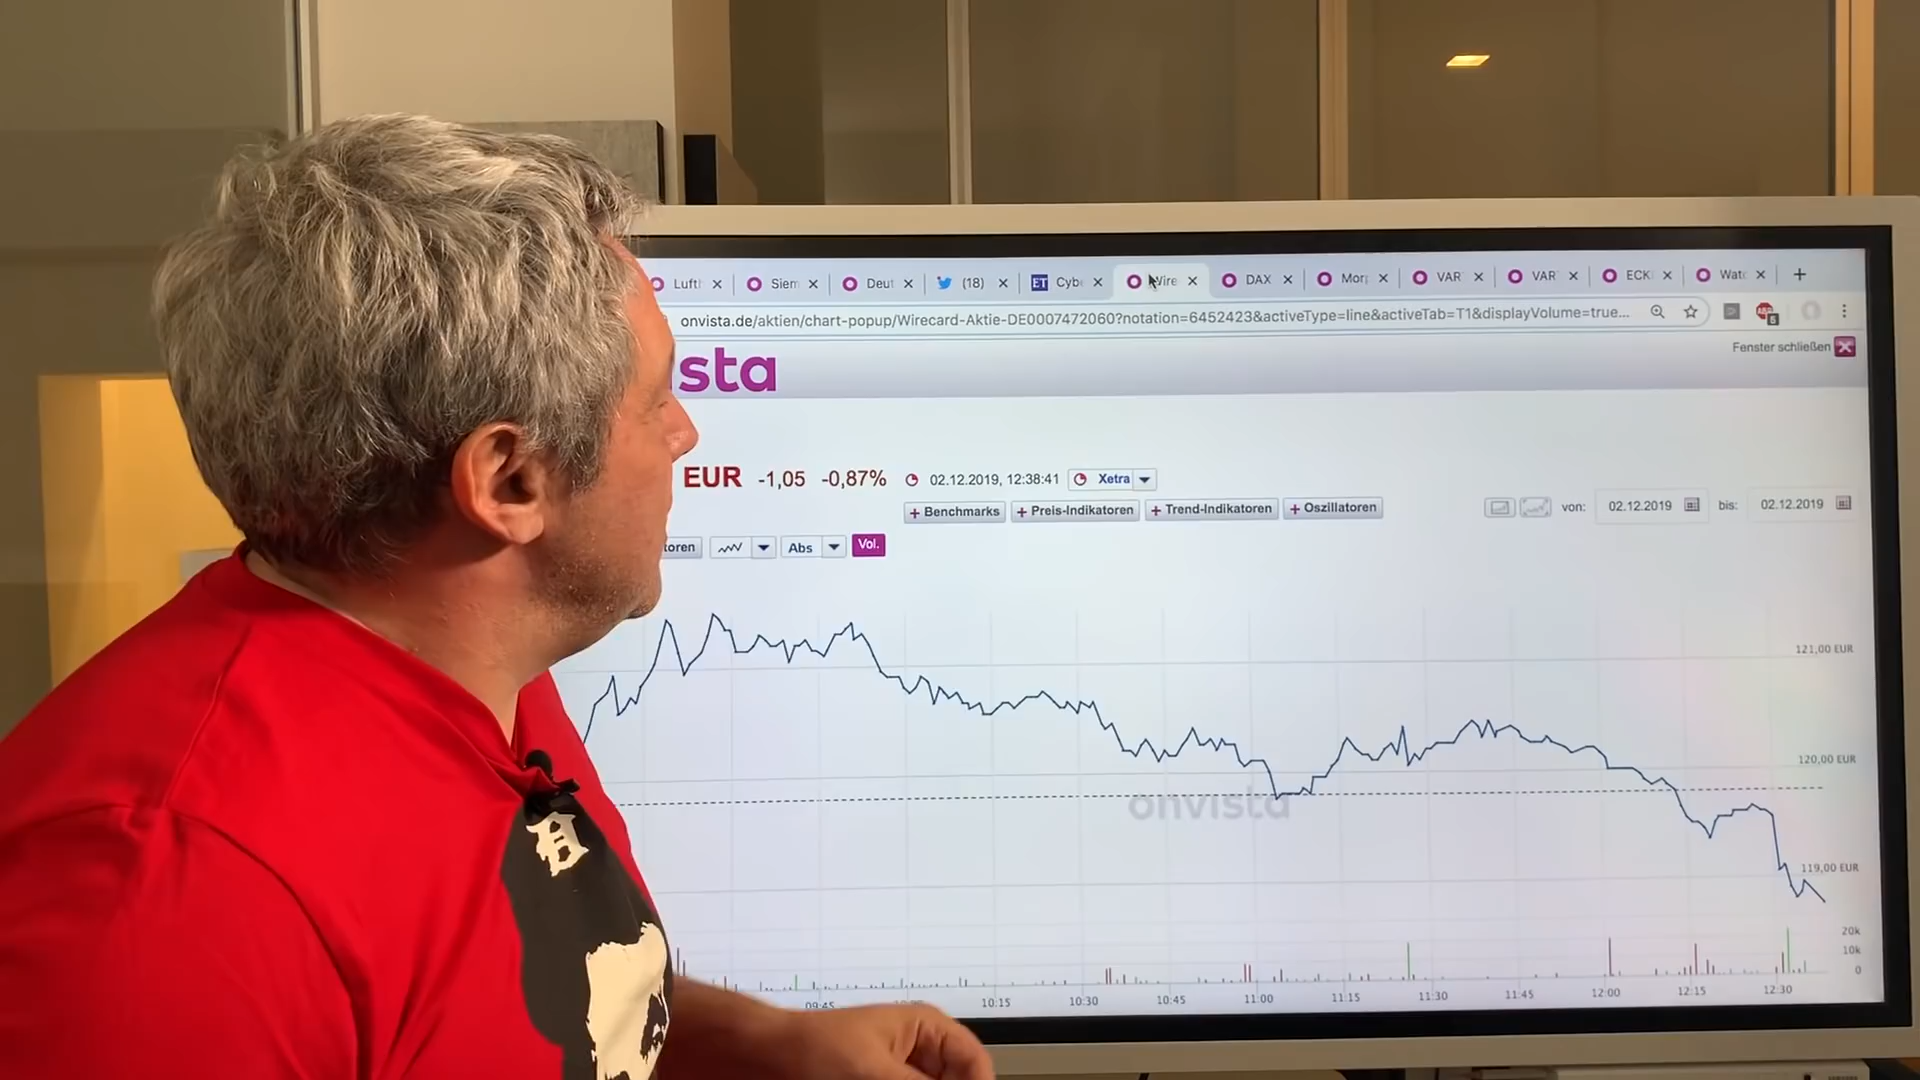 Luft Siem Deut (18) ET Cyb Wire DAX Mor VAR VAR ECK Wat
onvista.de/aktien/chart-popup/Wirecard-Aktie-DE0007472060?notation=6452423&activeType=line&activeTab=T1&displayVolume=true...
Fenster schließen
sta
EUR -1,05 -0,87% 02.12.2019, 12:38:41 Xetra
+ Benchmarks + Preis-Indikatoren + Trend-Indikatoren + Oszillatoren
von: 02.12.2019 bis: 02.12.2019
toren Abs Vol.
121,00 EUR
120,00 EUR
onvista
119,00 EUR
20k
10k
0
09:45 10:15 10:30 10:45 11:00 11:15 11:30 11:45 12:00 12:15 12:30
D